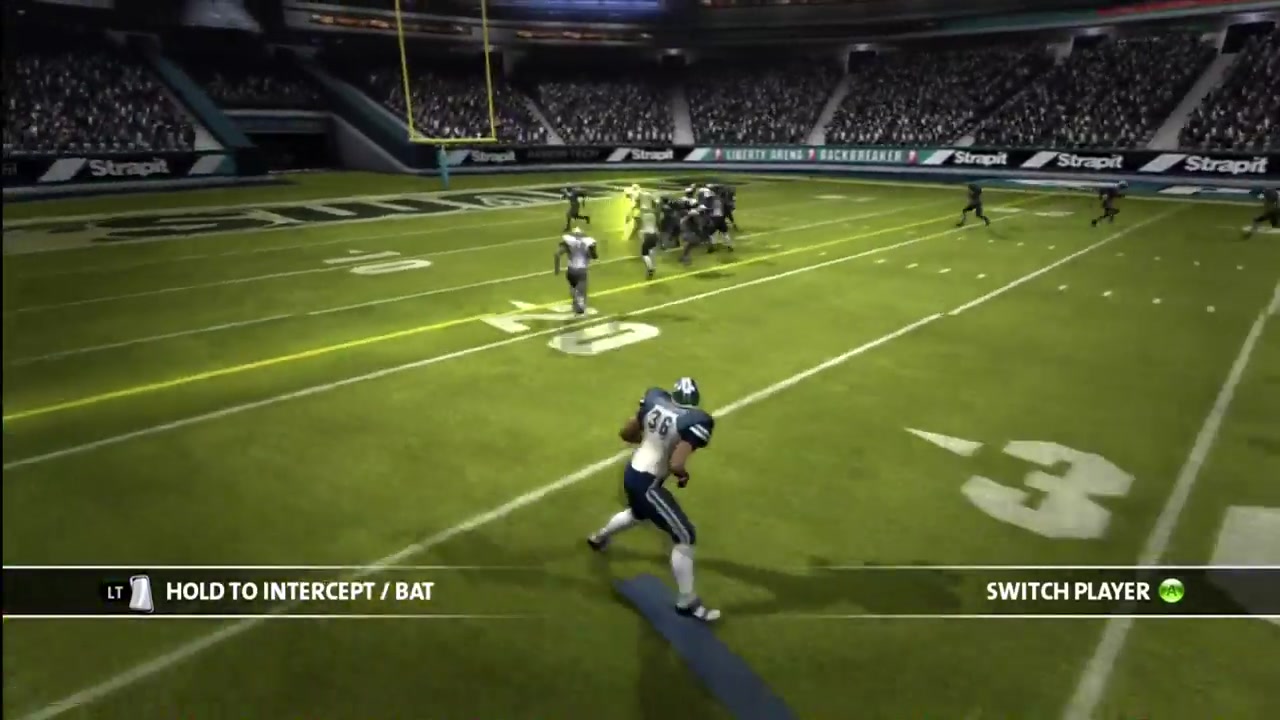 Strapit
Strapit
Strapit
LIBERTY ARENA
BACKBREAKER
Strapit
Strapit
Strapit
10
20
36
3
LT HOLD TO INTERCEPT / BAT
SWITCH PLAYER A